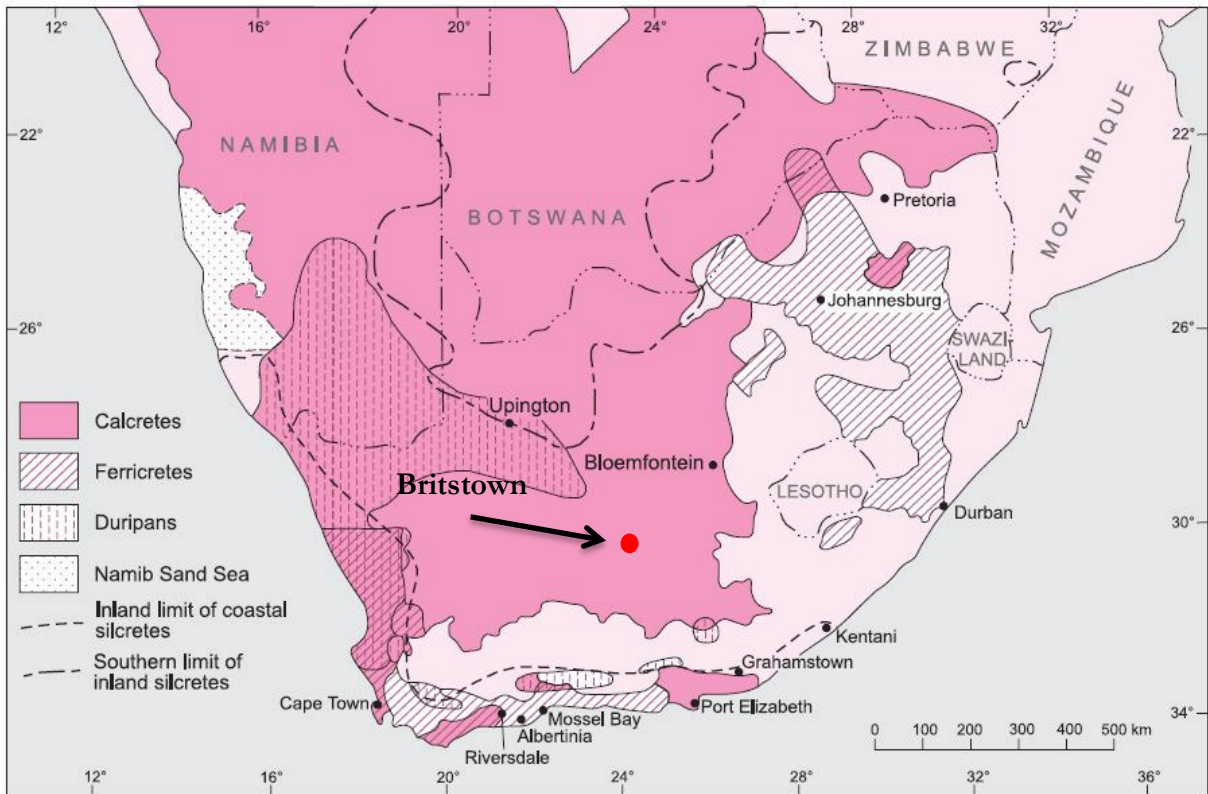 12° 16° 20° 24° 28° 32°
ZIMBABWE
22° 22°
NAMIBIA
MOZAMBIQUE
BOTSWANA
Pretoria
Johannesburg
26° 26°
SWAZI-
LAND
Calcretes
Upington
Ferricretes
Bloemfontein
Britstown
LESOTHO
Duripans
Durban
30°
Namib Sand Sea
Inland limit of coastal
silcretes
Kentani
Southern limit of
inland silcretes
Grahamstown
Cape Town
Port Elizabeth
Mossel Bay
34°
Albertinia
Riversdale
0 100 200 300 400 500 km
12° 16° 20° 24° 28° 32° 36°